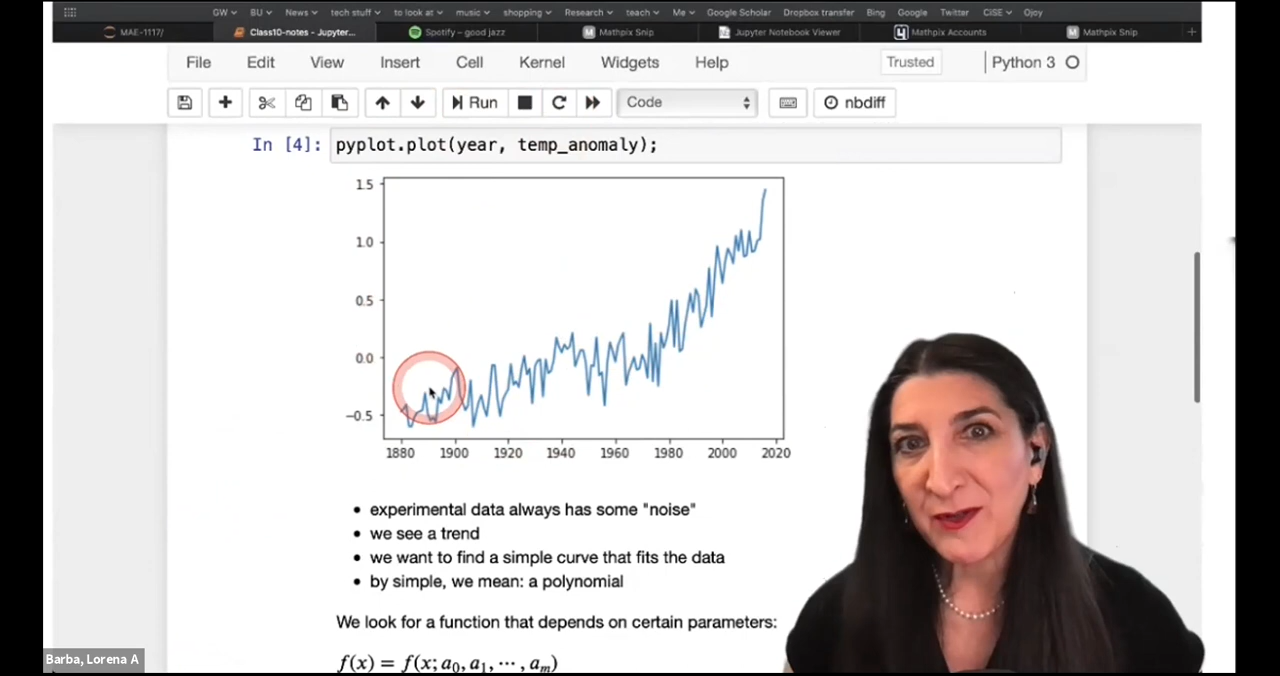 GW BU News tech stuff to look at music shopping Research teach Me Google Scholar Dropbox transfer Bing Google Twitter CiSE Ojoy
MAE-1117/ Class10-notes - Jupyter... Spotify – good jazz Mathpix Snip Jupyter Notebook Viewer Mathpix Accounts Mathpix Snip
File Edit View Insert Cell Kernel Widgets Help Trusted Python 3
Run Code nbdiff
In [4]: pyplot.plot(year, temp_anomaly);
1.5
1.0
0.5
0.0
−0.5
1880 1900 1920 1940 1960 1980 2000 2020
• experimental data always has some "noise"
• we see a trend
• we want to find a simple curve that fits the data
• by simple, we mean: a polynomial
We look for a function that depends on certain parameters:
f(x) = f(x; a₀, a₁, ⋯ , aₘ)
Barba, Lorena A